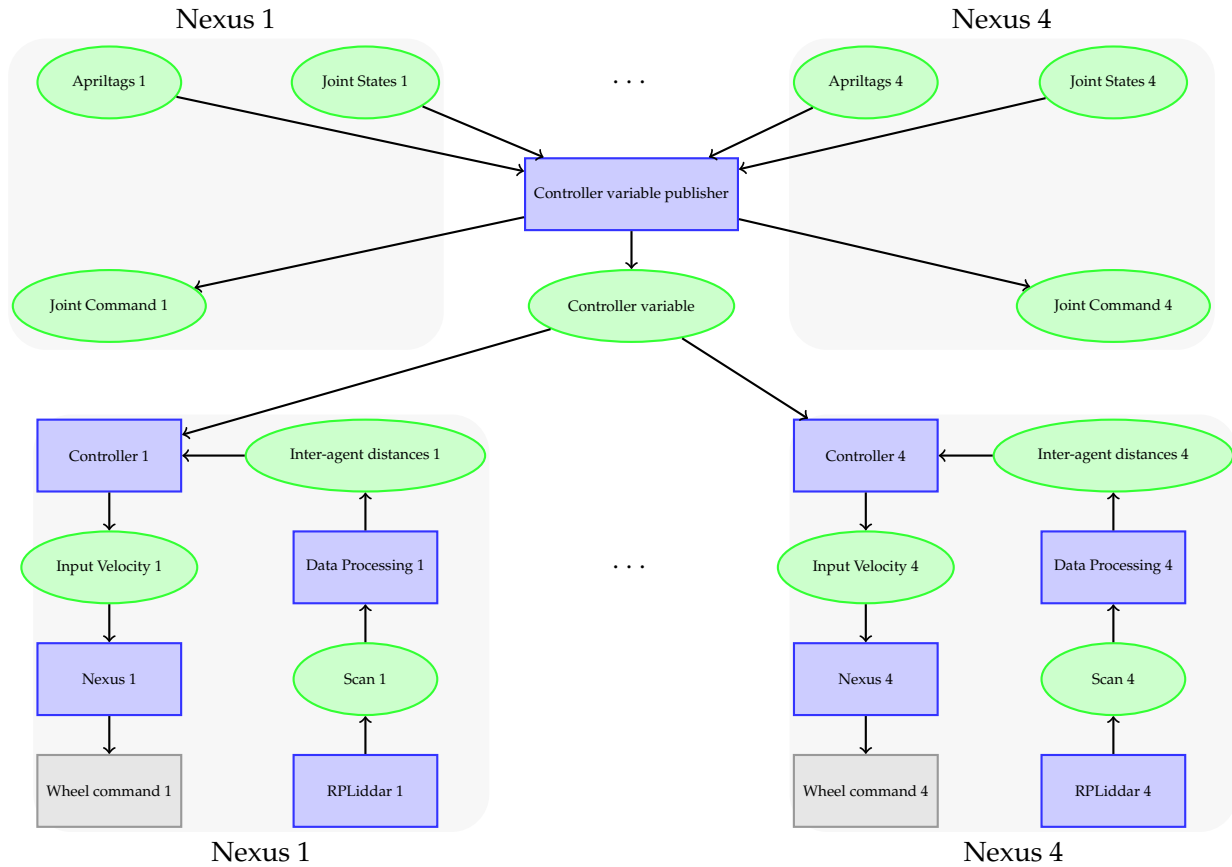 Nexus 1
Nexus 4
Apriltags 1
Joint States 1
. . .
Apriltags 4
Joint States 4
Controller variable publisher
Joint Command 1
Controller variable
Joint Command 4
Controller 1
Inter-agent distances 1
Controller 4
Inter-agent distances 4
Input Velocity 1
Data Processing 1
. . .
Input Velocity 4
Data Processing 4
Nexus 1
Scan 1
Nexus 4
Scan 4
Wheel command 1
RPLiddar 1
Wheel command 4
RPLiddar 4
Nexus 1
Nexus 4